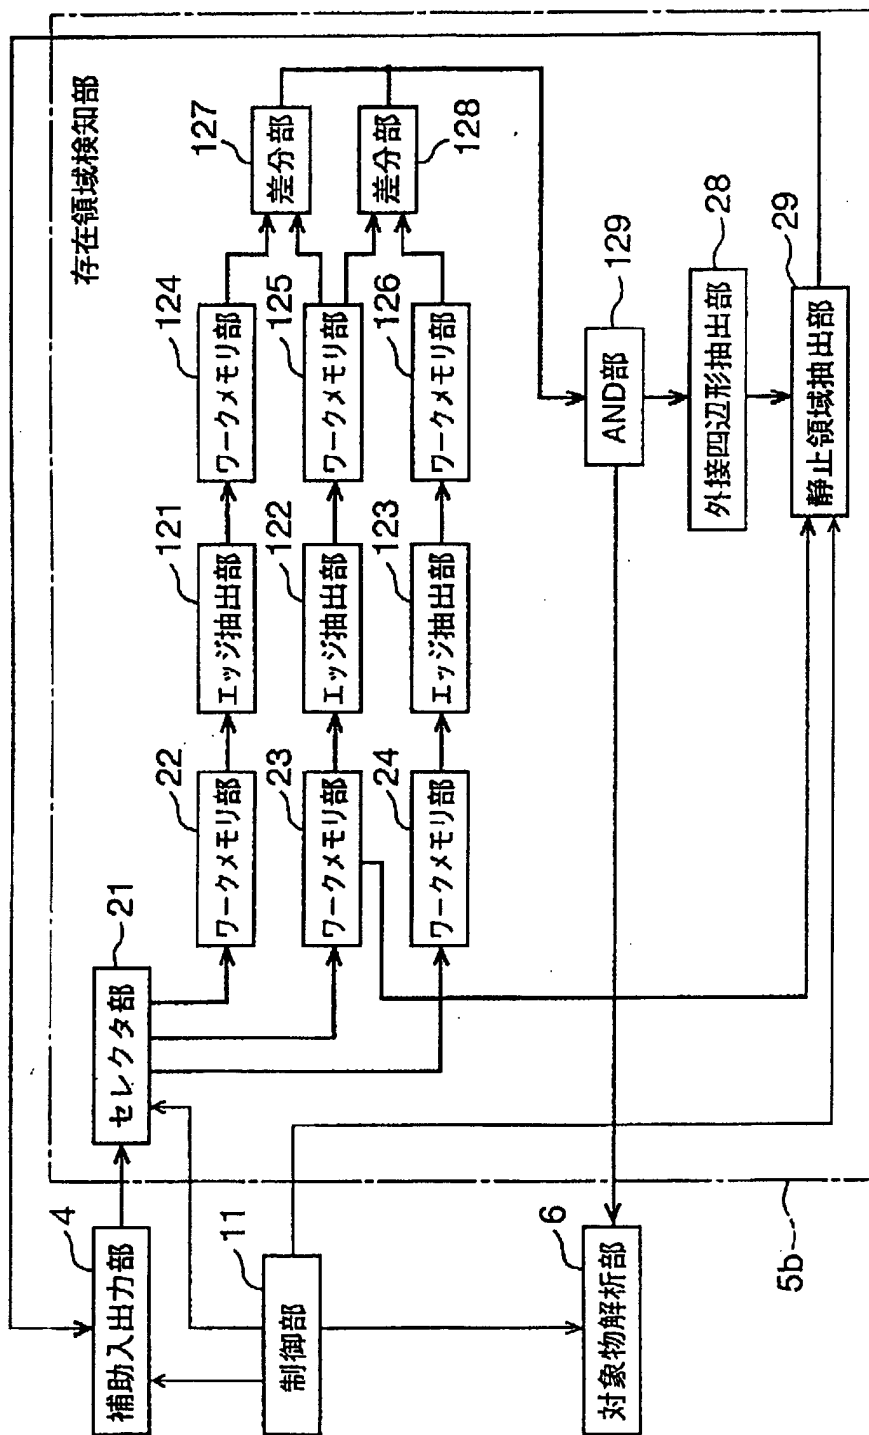 存在領域検知部
補助入出力部
4
セレクタ部
21
ワークメモリ部
22
エッジ抽出部
121
ワークメモリ部
124
差分部
127
ワークメモリ部
23
エッジ抽出部
122
ワークメモリ部
125
差分部
128
ワークメモリ部
24
エッジ抽出部
123
ワークメモリ部
126
制御部
11
AND部
129
外接四辺形抽出部
28
静止領域抽出部
29
対象物解析部
6
5b